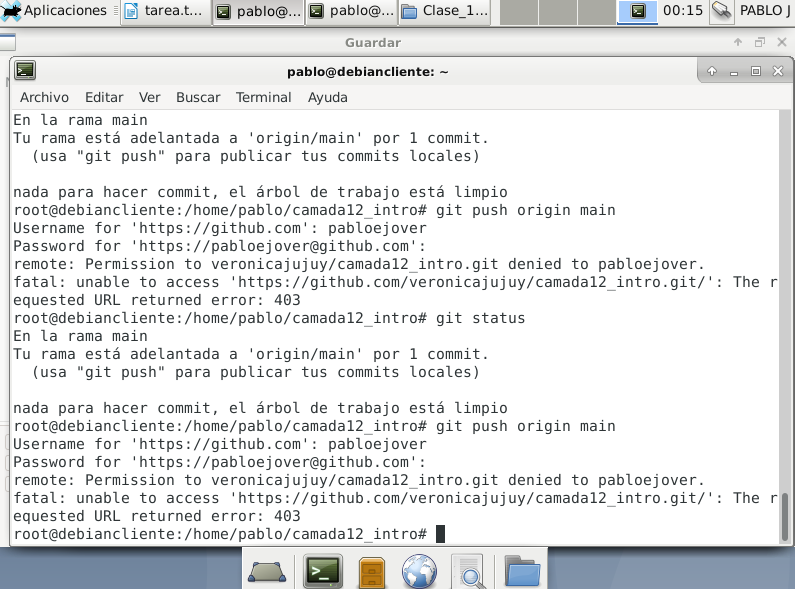 Aplicaciones
tarea.t...
pablo@...
pablo@...
Clase_1...
00:15
PABLO J
Guardar
pablo@debiancliente: ~
Archivo Editar Ver Buscar Terminal Ayuda
En la rama main
Tu rama está adelantada a 'origin/main' por 1 commit.
(usa "git push" para publicar tus commits locales)
nada para hacer commit, el árbol de trabajo está limpio
root@debiancliente:/home/pablo/camada12_intro# git push origin main
Username for 'https://github.com': pabloejover
Password for 'https://pabloejover@github.com':
remote: Permission to veronicajujuy/camada12_intro.git denied to pabloejover.
fatal: unable to access 'https://github.com/veronicajujuy/camada12_intro.git/': The r
equested URL returned error: 403
root@debiancliente:/home/pablo/camada12_intro# git status
En la rama main
Tu rama está adelantada a 'origin/main' por 1 commit.
(usa "git push" para publicar tus commits locales)
nada para hacer commit, el árbol de trabajo está limpio
root@debiancliente:/home/pablo/camada12_intro# git push origin main
Username for 'https://github.com': pabloejover
Password for 'https://pabloejover@github.com':
remote: Permission to veronicajujuy/camada12_intro.git denied to pabloejover.
fatal: unable to access 'https://github.com/veronicajujuy/camada12_intro.git/': The r
equested URL returned error: 403
root@debiancliente:/home/pablo/camada12_intro#